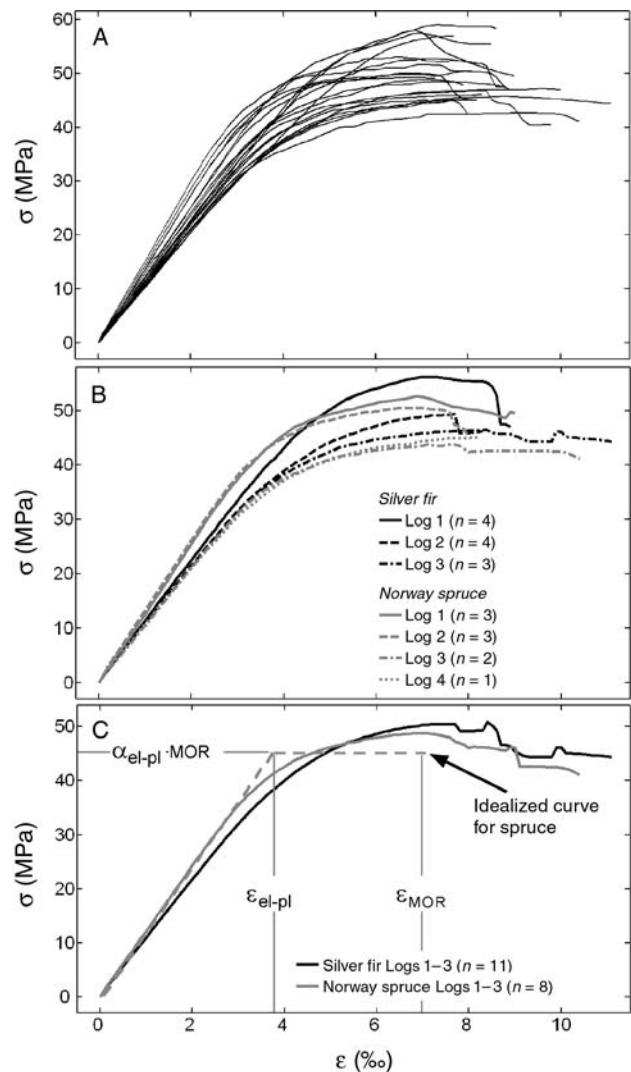 A
60
50
40
30
20
10
0
σ (MPa)
B
50
40
30
20
10
0
σ (MPa)
Silver fir
Log 1 (n = 4)
Log 2 (n = 4)
Log 3 (n = 3)
Norway spruce
Log 1 (n = 3)
Log 2 (n = 3)
Log 3 (n = 2)
Log 4 (n = 1)
C
50
40
30
20
10
0
σ (MPa)
α el-pl ·MOR
Idealized curve
for spruce
ε el-pl
ε MOR
Silver fir Logs 1–3 (n = 11)
Norway spruce Logs 1–3 (n = 8)
0 2 4 6 8 10
ε (‰)